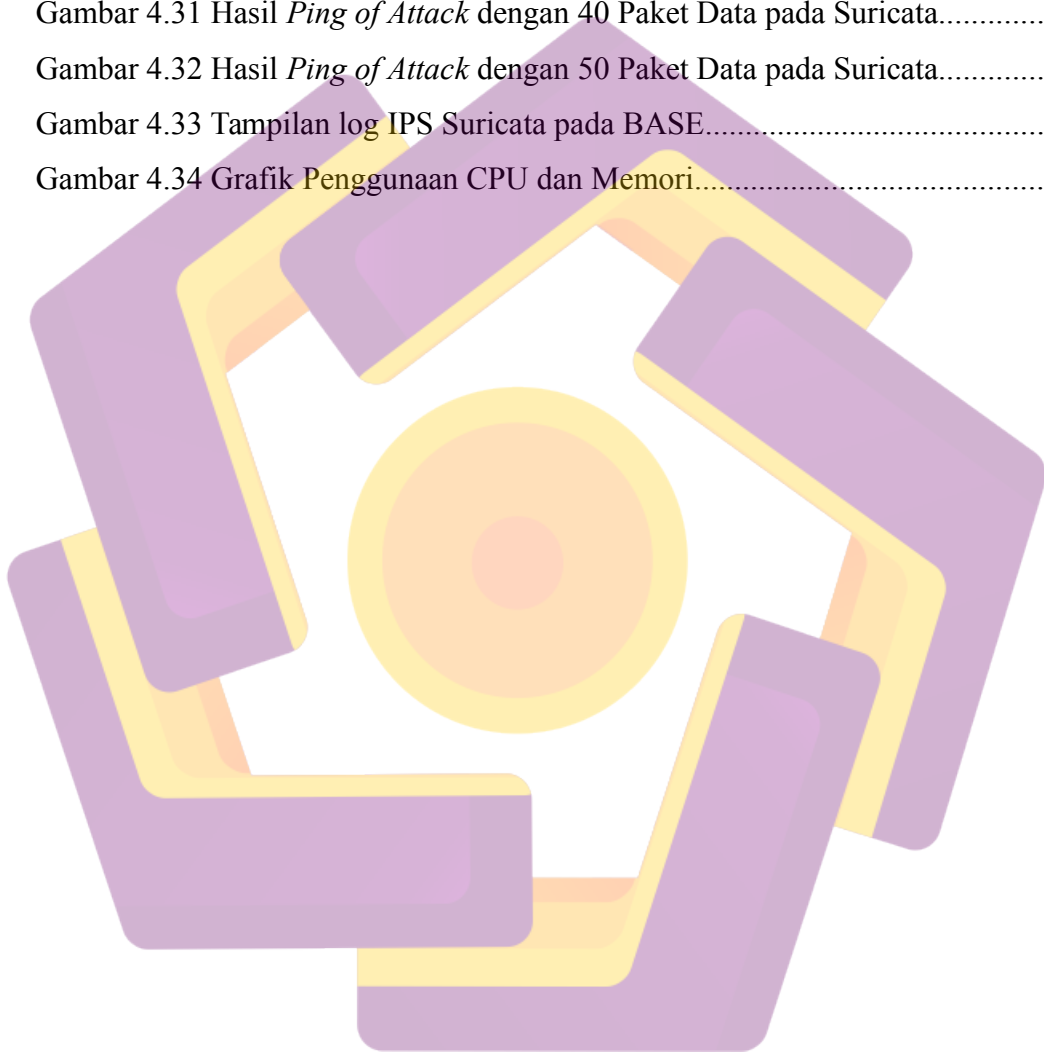 Gambar 4.31 Hasil Ping of Attack dengan 40 Paket Data pada Suricata.............
Gambar 4.32 Hasil Ping of Attack dengan 50 Paket Data pada Suricata.............
Gambar 4.33 Tampilan log IPS Suricata pada BASE.........................................
Gambar 4.34 Grafik Penggunaan CPU dan Memori..........................................